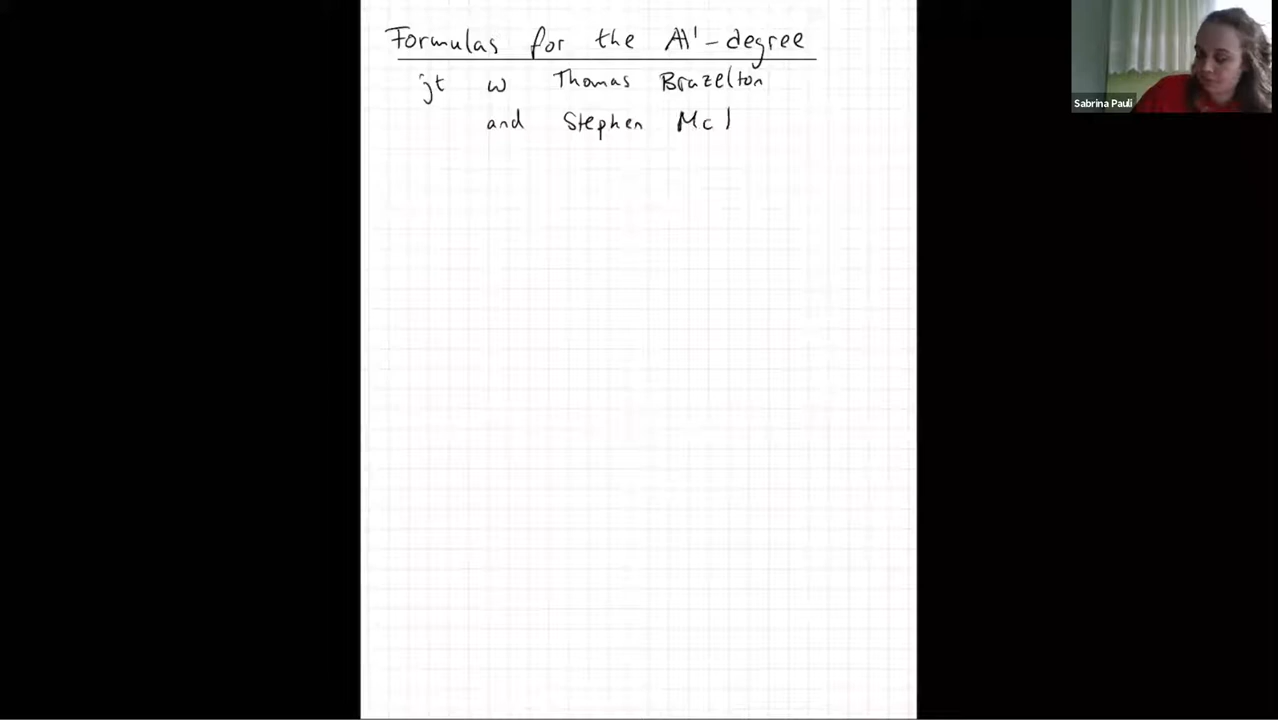 Formulas for the A¹-degree
jt w Thomas Brazelton
and Stephen Mc
Sabrina Pauli